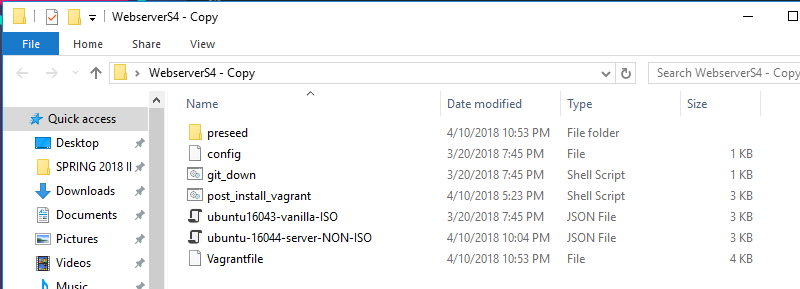 WebserverS4 - Copy
File Home Share View
WebserverS4 - Copy Search WebserverS4 - Copy
Name Date modified Type Size
Quick access
Desktop
SPRING 2018 II
Downloads
Documents
Pictures
Videos
Music
preseed 4/10/2018 10:53 PM File folder
config 3/20/2018 7:45 PM File 1 KB
git_down 3/20/2018 7:45 PM Shell Script 1 KB
post_install_vagrant 4/10/2018 5:23 PM Shell Script 3 KB
ubuntu16043-vanilla-ISO 3/20/2018 7:45 PM JSON File 3 KB
ubuntu-16044-server-NON-ISO 4/10/2018 10:04 PM JSON File 3 KB
Vagrantfile 4/10/2018 10:53 PM File 4 KB